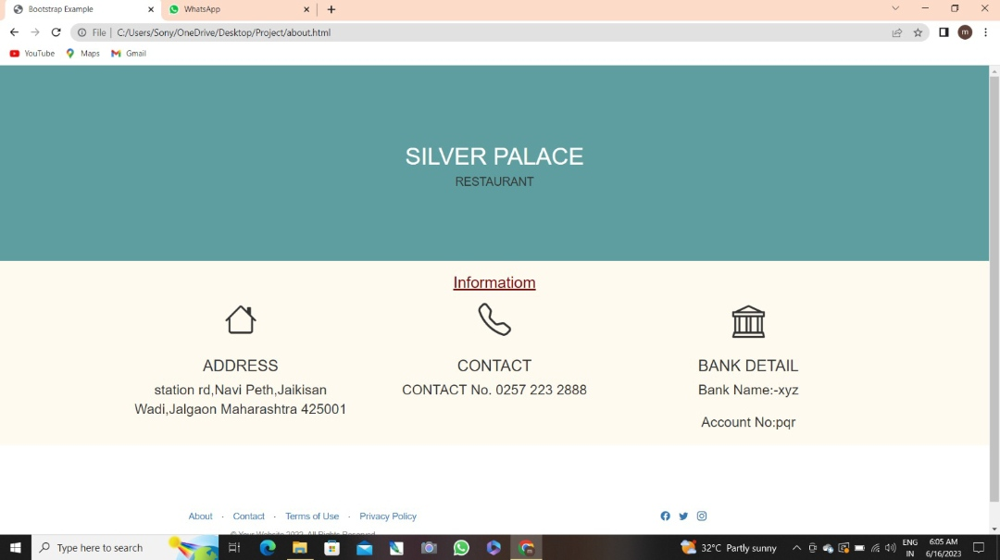 Bootstrap Example
WhatsApp
File
C:/Users/Sony/OneDrive/Desktop/Project/about.html
m
YouTube
Maps
Gmail
SILVER PALACE
RESTAURANT
Informatiom
ADDRESS
station rd,Navi Peth,Jaikisan
Wadi,Jalgaon Maharashtra 425001
CONTACT
CONTACT No. 0257 223 2888
BANK DETAIL
Bank Name:-xyz
Account No:pqr
About · Contact · Terms of Use · Privacy Policy
© Your Website 2022. All Rights Reserved.
Type here to search
32°C Partly sunny
ENG
IN
6:05 AM
6/16/2023